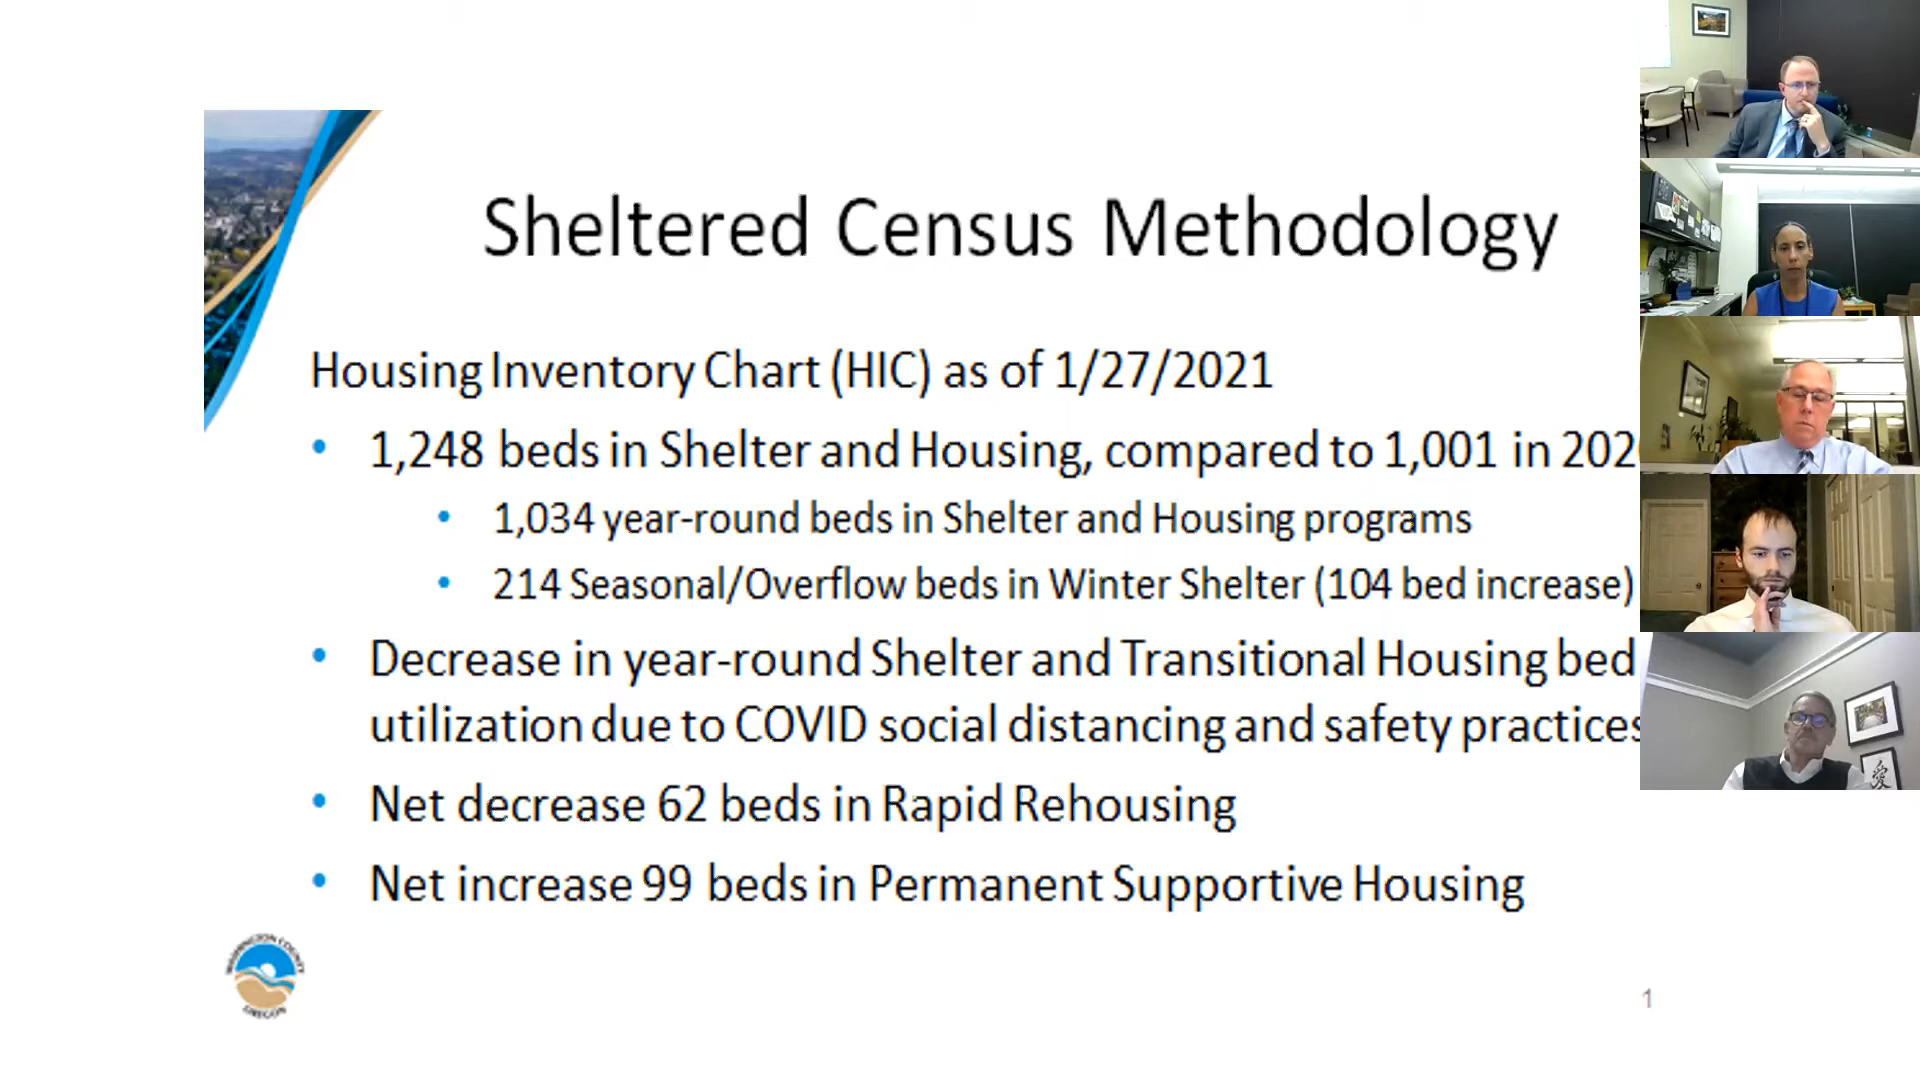 Sheltered Census Methodology
Housing Inventory Chart (HIC) as of 1/27/2021
• 1,248 beds in Shelter and Housing, compared to 1,001 in 202
• 1,034 year-round beds in Shelter and Housing programs
• 214 Seasonal/Overflow beds in Winter Shelter (104 bed increase)
• Decrease in year-round Shelter and Transitional Housing bed
utilization due to COVID social distancing and safety practices
• Net decrease 62 beds in Rapid Rehousing
• Net increase 99 beds in Permanent Supportive Housing
WASHINGTON COUNTY
OREGON
1
愛